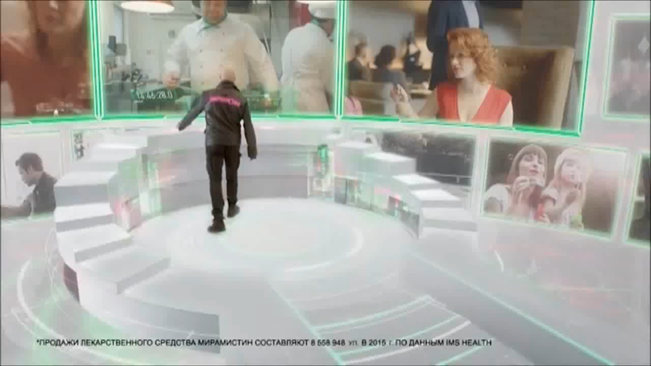 *ПРОДАЖИ ЛЕКАРСТВЕННОГО СРЕДСТВА МИРАМИСТИН СОСТАВЛЯЮТ 8 558 948 УП. В 2015 Г. ПО ДАННЫМ IMS HEALTH